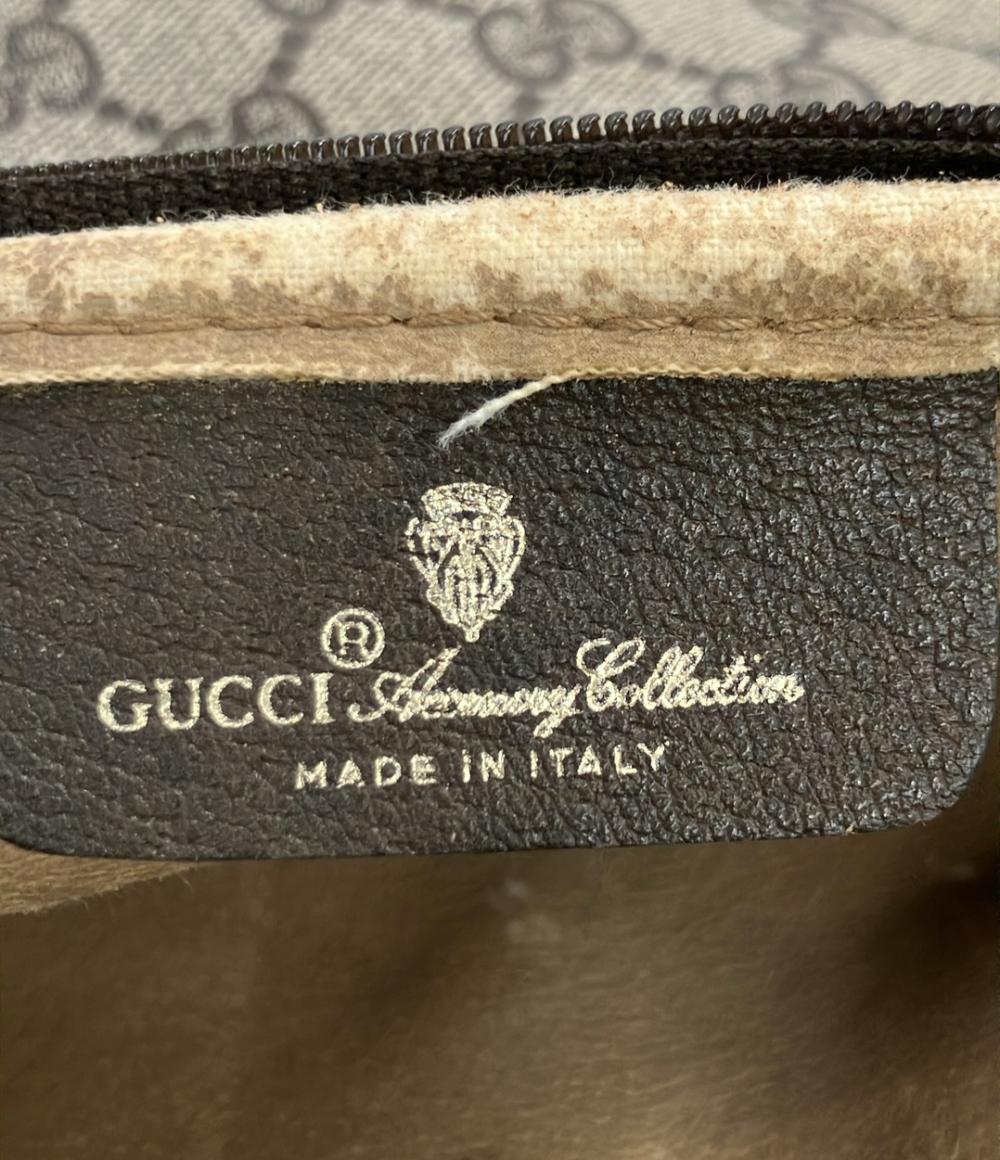 ®
GUCCI Accessory Collection
MADE IN ITALY